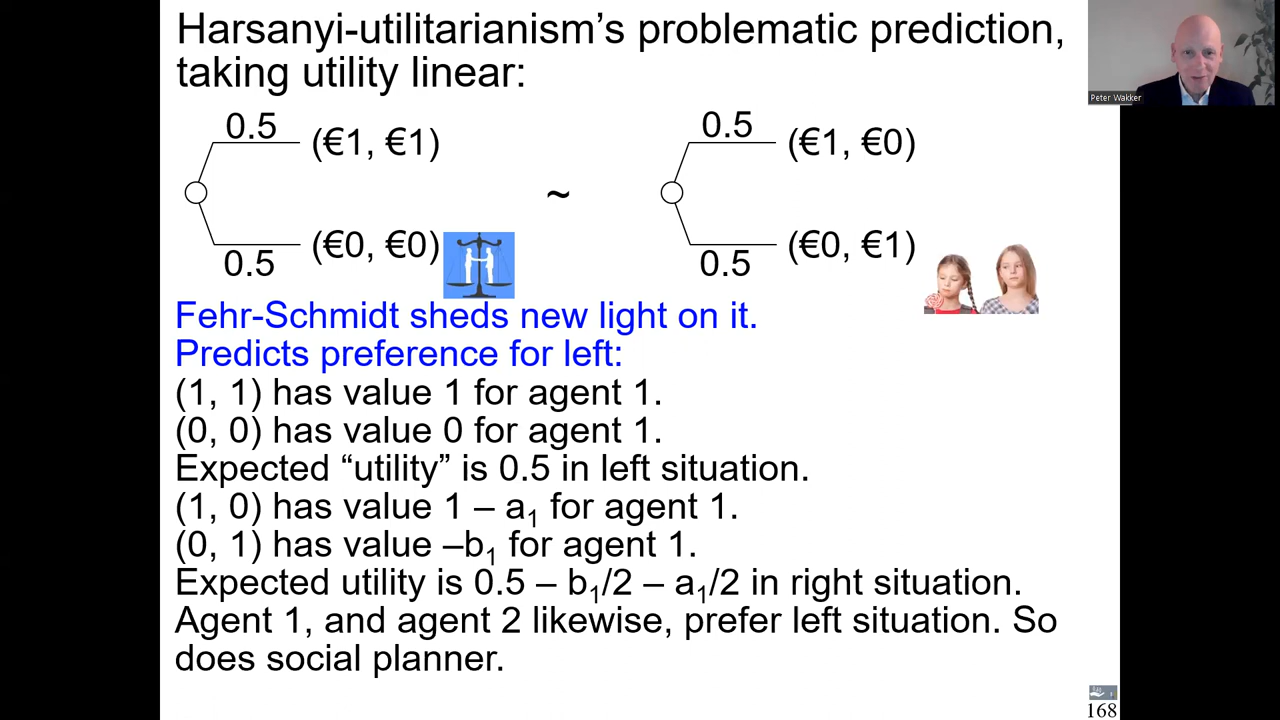 Harsanyi-utilitarianism’s problematic prediction,
taking utility linear:
Peter Wakker
0.5 (€1, €1)
0.5 (€0, €0)
~
0.5 (€1, €0)
0.5 (€0, €1)
Fehr-Schmidt sheds new light on it.
Predicts preference for left:
(1, 1) has value 1 for agent 1.
(0, 0) has value 0 for agent 1.
Expected “utility” is 0.5 in left situation.
(1, 0) has value 1 – a₁ for agent 1.
(0, 1) has value –b₁ for agent 1.
Expected utility is 0.5 – b₁/2 – a₁/2 in right situation.
Agent 1, and agent 2 likewise, prefer left situation. So
does social planner.
168